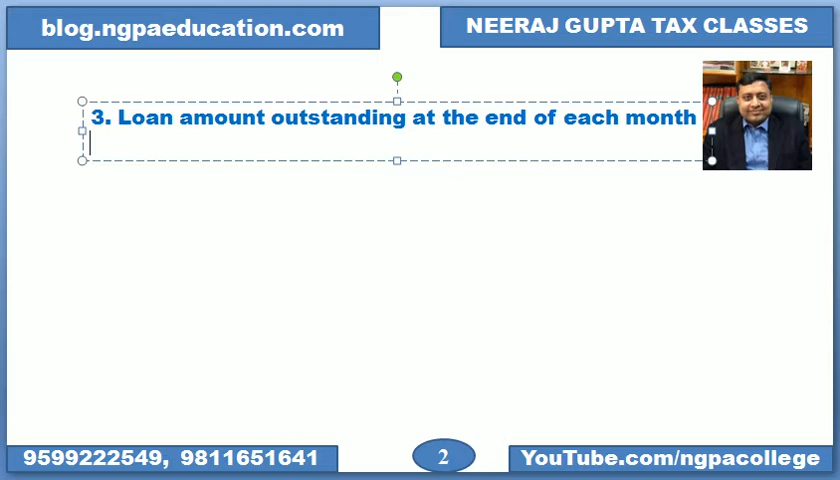 blog.ngpaeducation.com
NEERAJ GUPTA TAX CLASSES
3. Loan amount outstanding at the end of each month
9599222549, 9811651641
2
YouTube.com/ngpacollege